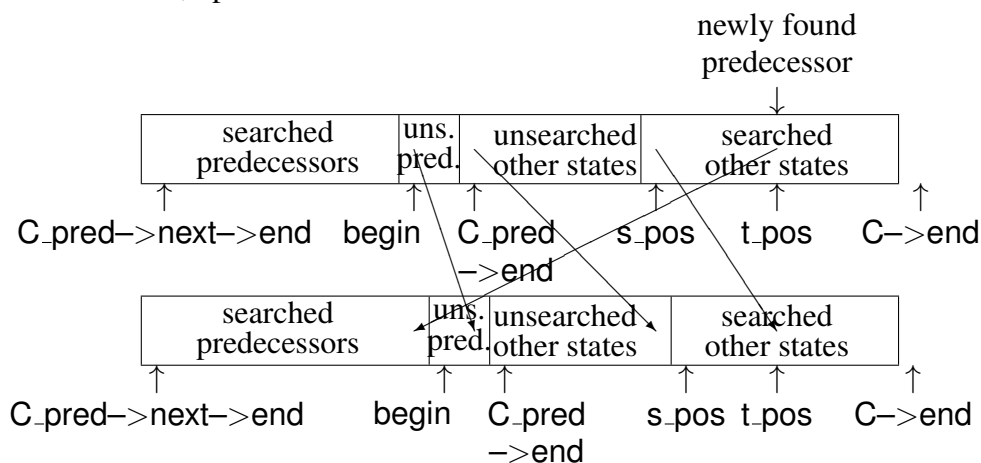 newly found
predecessor
searched
predecessors
uns.
pred.
unsearched
other states
searched
other states
C_pred–>next–>end
begin
C_pred
–>end
s_pos
t_pos
C–>end
searched
predecessors
uns.
pred.
unsearched
other states
searched
other states
C_pred–>next–>end
begin
C_pred
–>end
s_pos
t_pos
C–>end